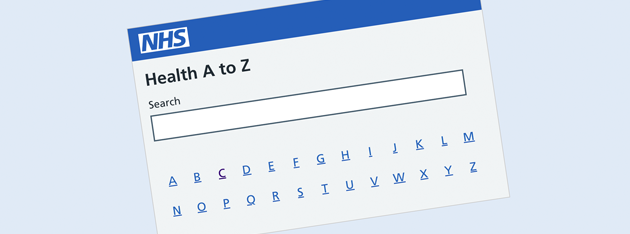 NHS
Health A to Z
Search
A B C D E F G H I J K L M
N O P Q R S T U V W X Y Z